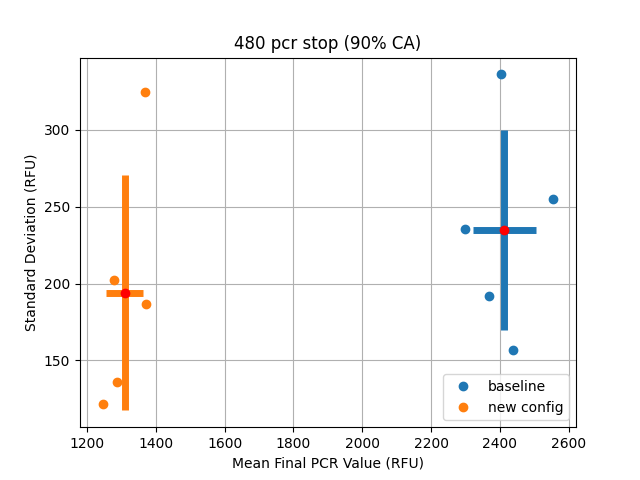 480 pcr stop (90% CA)
Standard Deviation (RFU)
300
250
200
150
baseline
new config
1200 1400 1600 1800 2000 2200 2400 2600
Mean Final PCR Value (RFU)